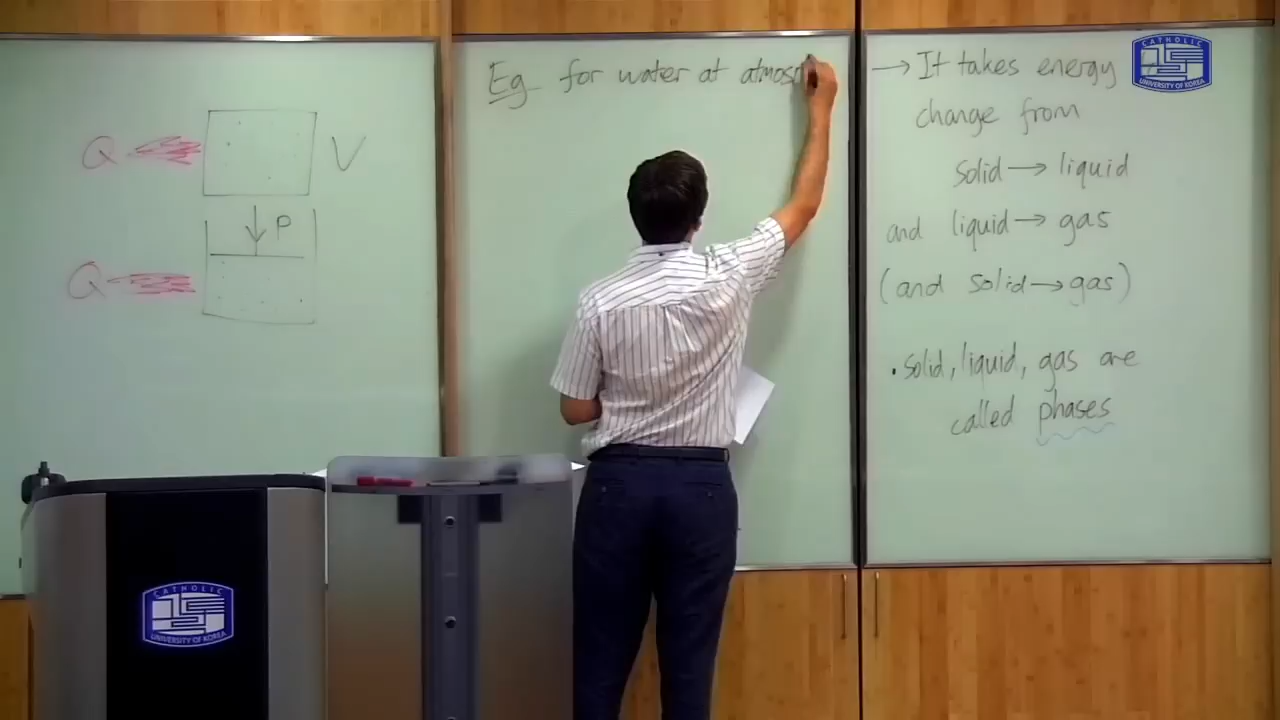 Q
V
P
Q
Eg for water at atmos
→ It takes energy
change from
solid → liquid
and liquid → gas
(and solid → gas)
. solid, liquid, gas are
called phases
CATHOLIC
UNIVERSITY OF KOREA
CATHOLIC
UNIVERSITY OF KOREA